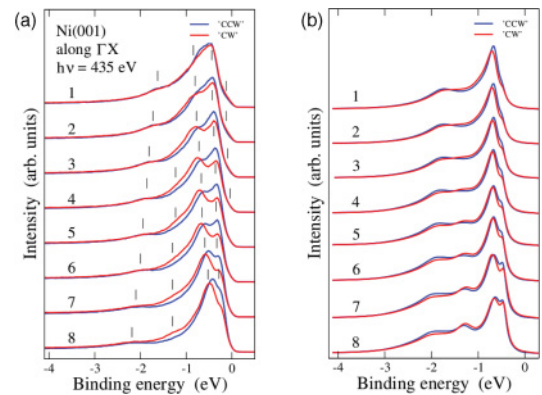 (a)
Ni(001)
along ΓX
hν = 435 eV
'CCW'
'CW'
1
2
3
4
5
6
7
8
Intensity (arb. units)
-4 -3 -2 -1 0
Binding energy (eV)
(b)
'CCW'
'CW'
1
2
3
4
5
6
7
8
Intensity (arb. units)
-4 -3 -2 -1 0
Binding energy (eV)